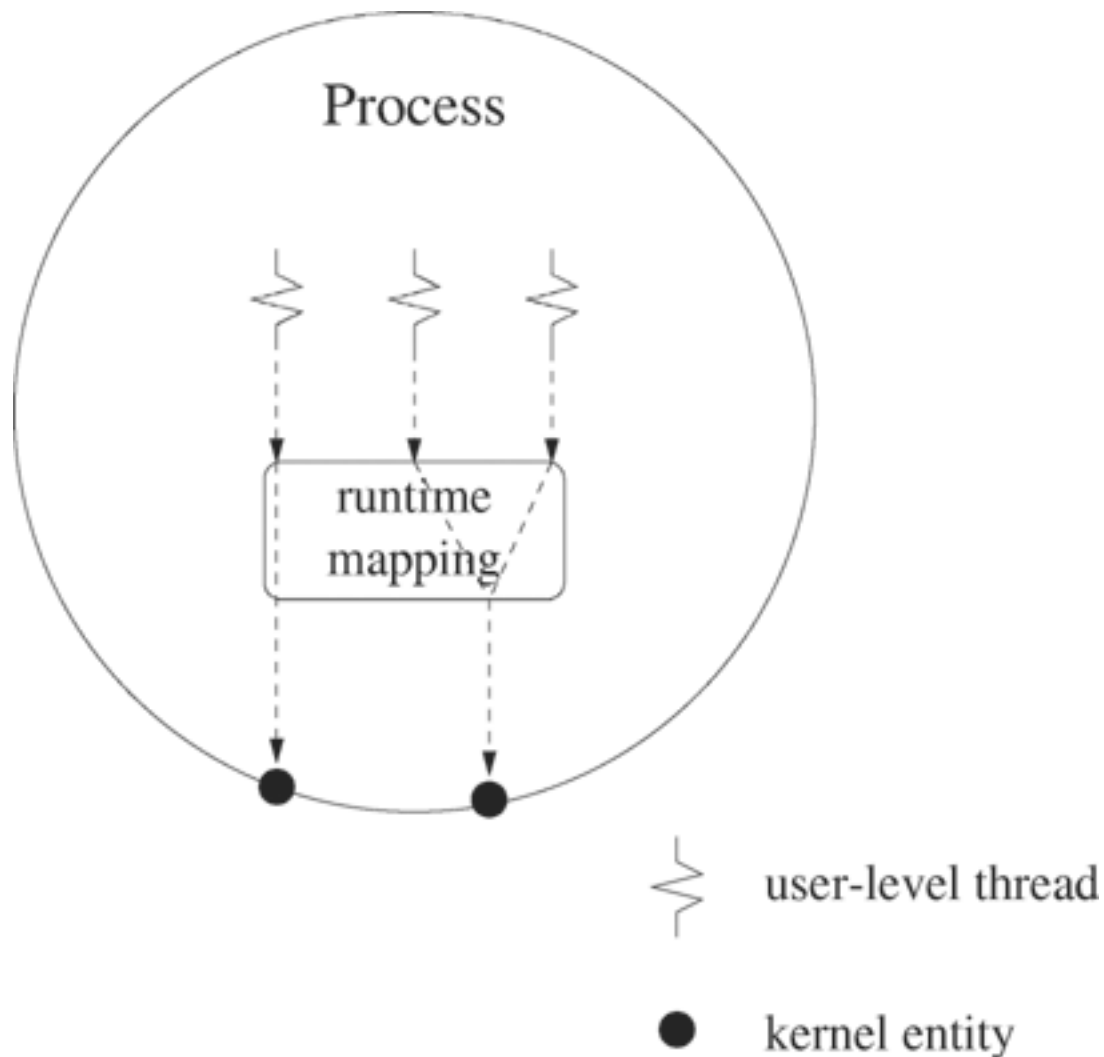 Process
runtime
mapping
user-level thread
kernel entity